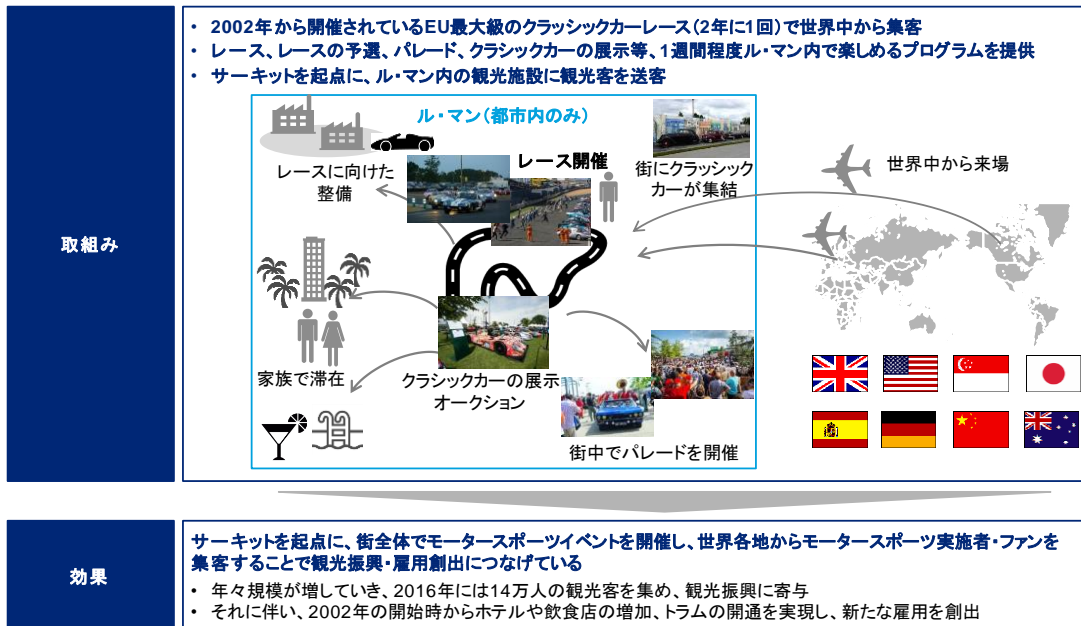 取組み
• 2002年から開催されているEU最大級のクラッシックカーレース(2年に1回)で世界中から集客
• レース、レースの予選、パレード、クラシックカーの展示等、1週間程度ル・マン内で楽しめるプログラムを提供
• サーキットを起点に、ル・マン内の観光施設に観光客を送客
ル・マン(都市内のみ)
レースに向けた
整備
レース開催
街にクラッシック
カーが集結
世界中から来場
家族で滞在
クラシックカーの展示
オークション
街中でパレードを開催
効果
サーキットを起点に、街全体でモータースポーツイベントを開催し、世界各地からモータースポーツ実施者・ファンを
集客することで観光振興・雇用創出につなげている
• 年々規模が増していき、2016年には14万人の観光客を集め、観光振興に寄与
• それに伴い、2002年の開始時からホテルや飲食店の増加、トラムの開通を実現し、新たな雇用を創出